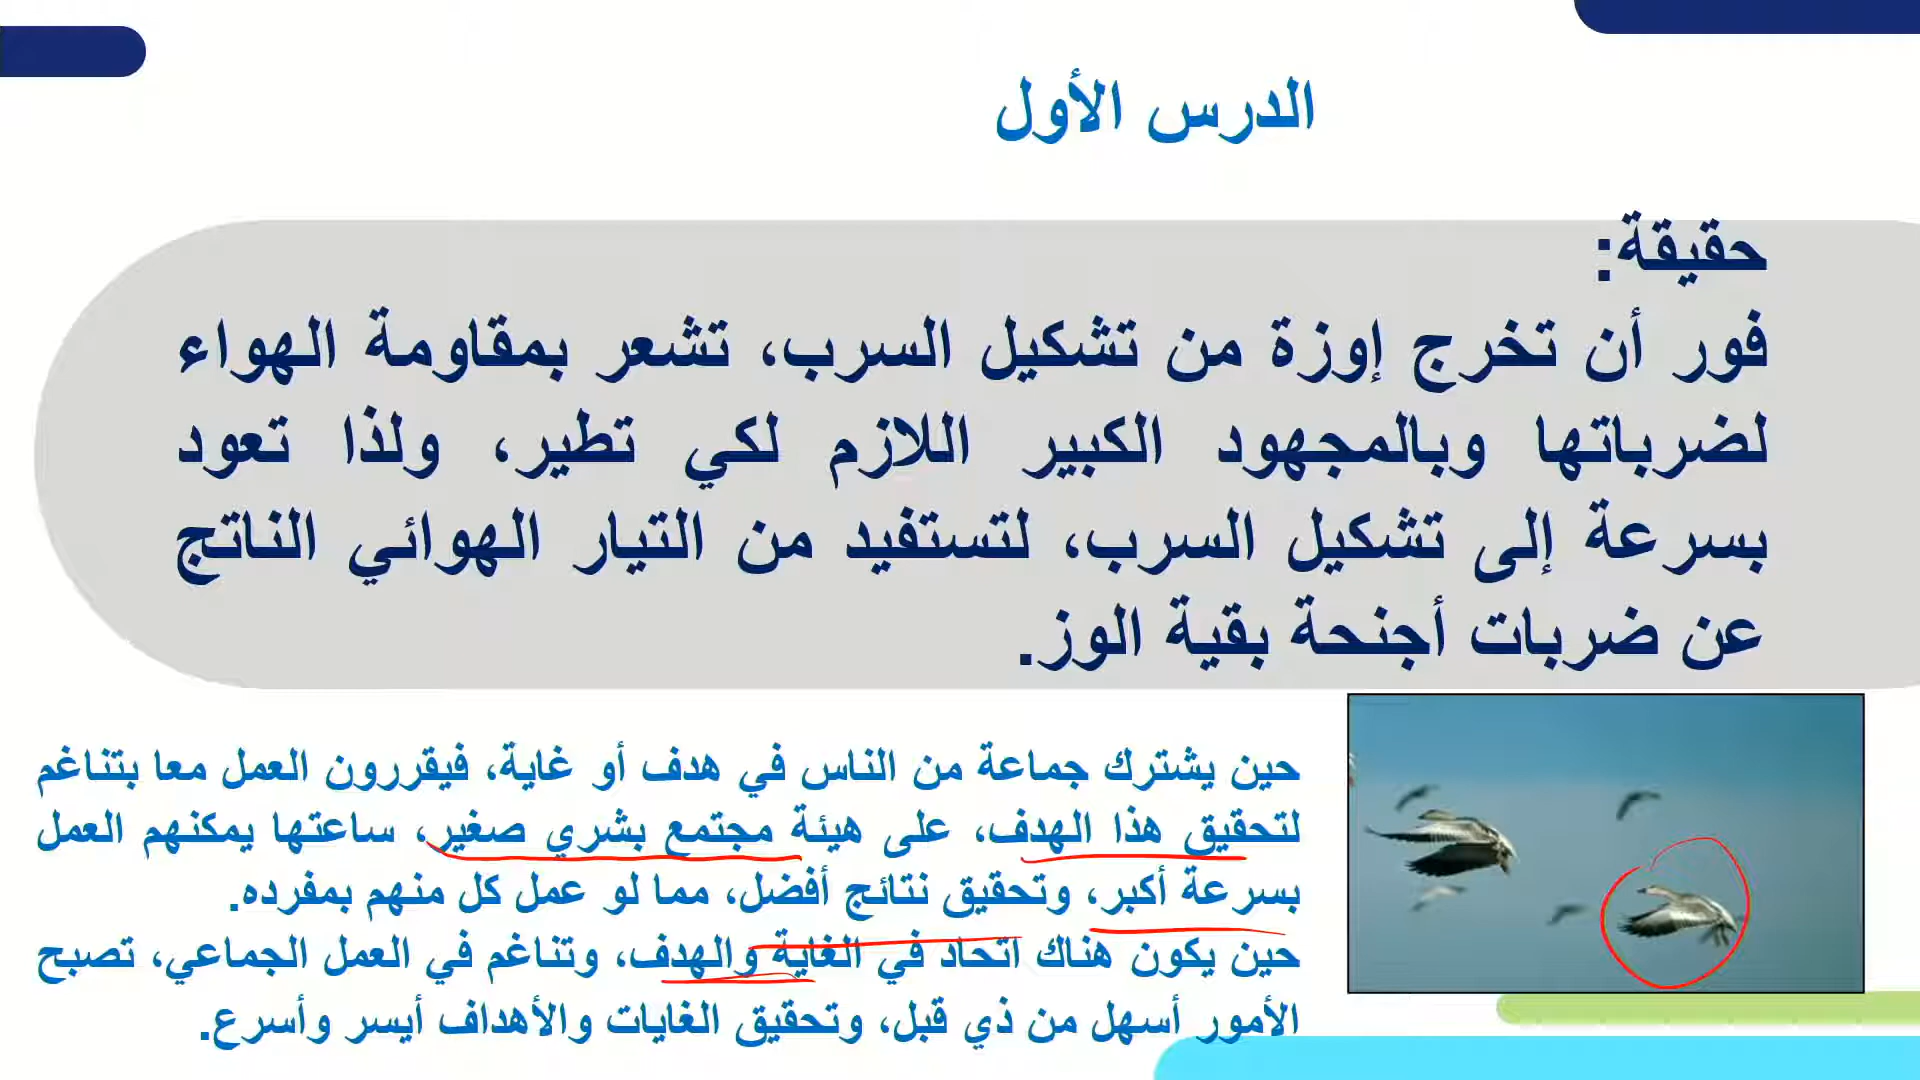 الدرس الأول
حقيقة:
فور أن تخرج إوزة من تشكيل السرب، تشعر بمقاومة الهواء
لضرباتها وبالمجهود الكبير اللازم لكي تطير، ولذا تعود
بسرعة إلى تشكيل السرب، لتستفيد من التيار الهوائي الناتج
عن ضربات أجنحة بقية الوز.
حين يشترك جماعة من الناس في هدف أو غاية، فيقررون العمل معا بتناغم
لتحقيق هذا الهدف، على هيئة مجتمع بشري صغير، ساعتها يمكنهم العمل
بسرعة أكبر، وتحقيق نتائج أفضل، مما لو عمل كل منهم بمفرده.
حين يكون هناك اتحاد في الغاية والهدف، وتناغم في العمل الجماعي، تصبح
الأمور أسهل من ذي قبل، وتحقيق الغايات والأهداف أيسر وأسرع.